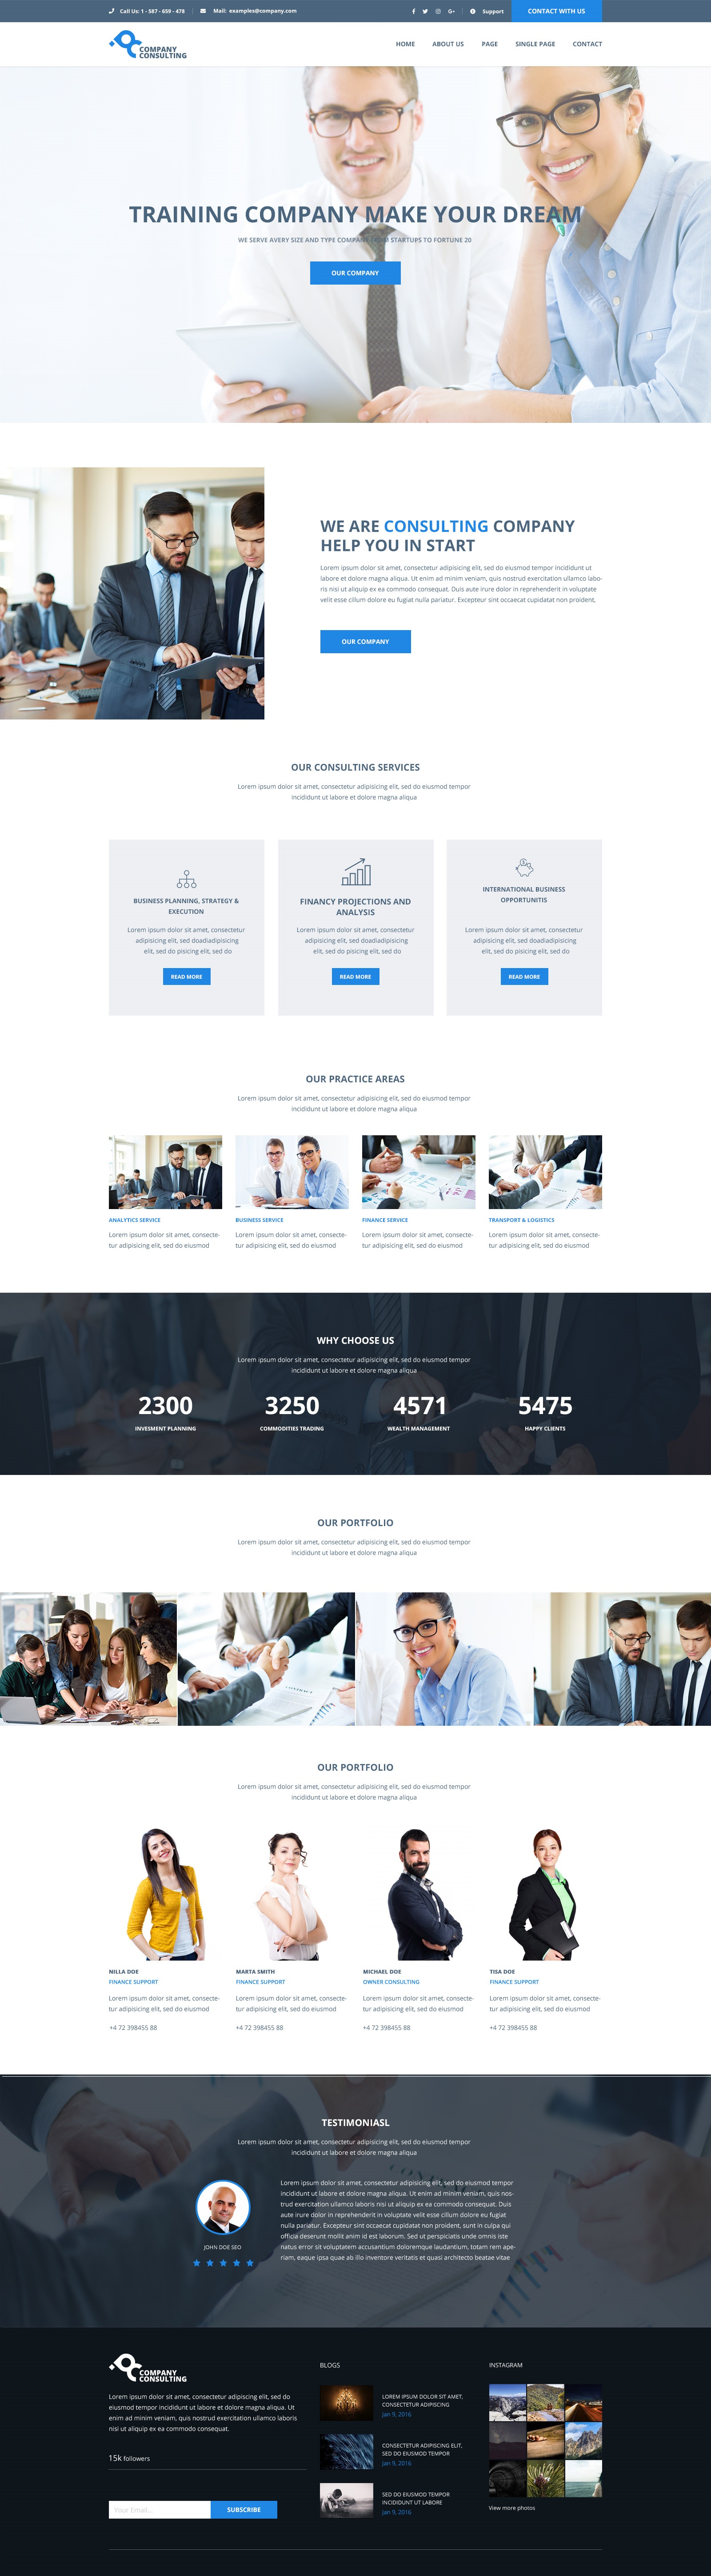 Call Us: 1 - 587 - 659 - 478
Mail: examples@company.com
Support
CONTACT WITH US
COMPANY
CONSULTING
HOME
ABOUT US
PAGE
SINGLE PAGE
CONTACT
TRAINING COMPANY MAKE YOUR DREAM
WE SERVE AVERY SIZE AND TYPE COMPANY FROM STARTUPS TO FORTUNE 20
OUR COMPANY
WE ARE CONSULTING COMPANY
HELP YOU IN START
Lorem ipsum dolor sit amet, consectetur adipisicing elit, sed do eiusmod tempor incididunt ut
labore et dolore magna aliqua. Ut enim ad minim veniam, quis nostrud exercitation ullamco labo-
ris nisi ut aliquip ex ea commodo consequat. Duis aute irure dolor in reprehenderit in voluptate
velit esse cillum dolore eu fugiat nulla pariatur. Excepteur sint occaecat cupidatat non proident,
OUR COMPANY
OUR CONSULTING SERVICES
Lorem ipsum dolor sit amet, consectetur adipisicing elit, sed do eiusmod tempor
incididunt ut labore et dolore magna aliqua
BUSINESS PLANNING, STRATEGY &
EXECUTION
Lorem ipsum dolor sit amet, consectetur
adipisicing elit, sed doadiadipisicing
elit, sed do pisicing elit, sed do
READ MORE
FINANCY PROJECTIONS AND
ANALYSIS
Lorem ipsum dolor sit amet, consectetur
adipisicing elit, sed doadiadipisicing
elit, sed do pisicing elit, sed do
READ MORE
INTERNATIONAL BUSINESS
OPPORTUNITIS
Lorem ipsum dolor sit amet, consectetur
adipisicing elit, sed doadiadipisicing
elit, sed do pisicing elit, sed do
READ MORE
OUR PRACTICE AREAS
Lorem ipsum dolor sit amet, consectetur adipisicing elit, sed do eiusmod tempor
incididunt ut labore et dolore magna aliqua
ANALYTICS SERVICE
Lorem ipsum dolor sit amet, consecte-
tur adipisicing elit, sed do eiusmod
BUSINESS SERVICE
Lorem ipsum dolor sit amet, consecte-
tur adipisicing elit, sed do eiusmod
FINANCE SERVICE
Lorem ipsum dolor sit amet, consecte-
tur adipisicing elit, sed do eiusmod
TRANSPORT & LOGISTICS
Lorem ipsum dolor sit amet, consecte-
tur adipisicing elit, sed do eiusmod
WHY CHOOSE US
Lorem ipsum dolor sit amet, consectetur adipisicing elit, sed do eiusmod tempor
incididunt ut labore et dolore magna aliqua
2300
INVESMENT PLANNING
3250
COMMODITIES TRADING
4571
WEALTH MANAGEMENT
5475
HAPPY CLIENTS
OUR PORTFOLIO
Lorem ipsum dolor sit amet, consectetur adipisicing elit, sed do eiusmod tempor
incididunt ut labore et dolore magna aliqua
OUR PORTFOLIO
Lorem ipsum dolor sit amet, consectetur adipisicing elit, sed do eiusmod tempor
incididunt ut labore et dolore magna aliqua
NILLA DOE
FINANCE SUPPORT
Lorem ipsum dolor sit amet, consecte-
tur adipisicing elit, sed do eiusmod
+4 72 398455 88
MARTA SMITH
FINANCE SUPPORT
Lorem ipsum dolor sit amet, consecte-
tur adipisicing elit, sed do eiusmod
+4 72 398455 88
MICHAEL DOE
OWNER CONSULTING
Lorem ipsum dolor sit amet, consecte-
tur adipisicing elit, sed do eiusmod
+4 72 398455 88
TISA DOE
FINANCE SUPPORT
Lorem ipsum dolor sit amet, consecte-
tur adipisicing elit, sed do eiusmod
+4 72 398455 88
TESTIMONIASL
Lorem ipsum dolor sit amet, consectetur adipisicing elit, sed do eiusmod tempor
incididunt ut labore et dolore magna aliqua
JOHN DOE SEO
Lorem ipsum dolor sit amet, consectetur adipisicing elit, sed do eiusmod tempor
incididunt ut labore et dolore magna aliqua. Ut enim ad minim veniam, quis nos-
trud exercitation ullamco laboris nisi ut aliquip ex ea commodo consequat. Duis
aute irure dolor in reprehenderit in voluptate velit esse cillum dolore eu fugiat
nulla pariatur. Excepteur sint occaecat cupidatat non proident, sunt in culpa qui
officia deserunt mollit anim id est laborum. Sed ut perspiciatis unde omnis iste
natus error sit voluptatem accusantium doloremque laudantium, totam rem ape-
riam, eaque ipsa quae ab illo inventore veritatis et quasi architecto beatae vitae
COMPANY
CONSULTING
Lorem ipsum dolor sit amet, consectetur adipisicing elit, sed do
eiusmod tempor incididunt ut labore et dolore magna aliqua. Ut
enim ad minim veniam, quis nostrud exercitation ullamco laboris
nisi ut aliquip ex ea commodo consequat.
15k followers
Your Email...
SUBSCRIBE
BLOGS
LOREM IPSUM DOLOR SIT AMET,
CONSECTETUR ADIPISCING
Jan 9, 2016
CONSECTETUR ADIPISCING ELIT,
SED DO EIUSMOD TEMPOR
Jan 9, 2016
SED DO EIUSMOD TEMPOR
INCIDIDUNT UT LABORE
Jan 9, 2016
INSTAGRAM
View more photos